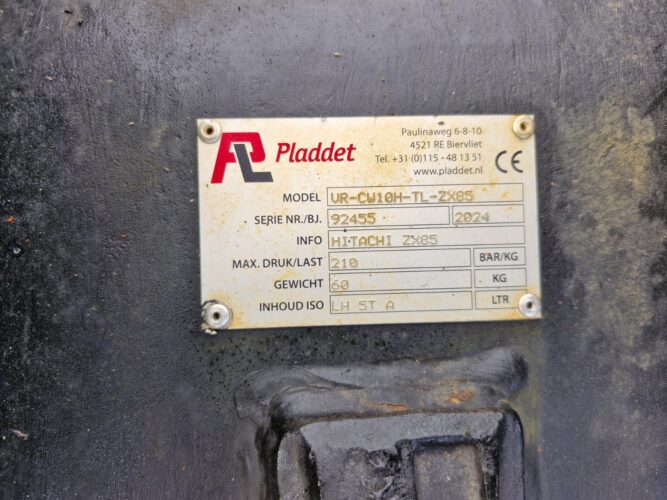 PL Pladdet
Paulinaweg 6-8-10
4521 RE Biervliet
Tel. +31 (0)115 - 48 13 51
www.pladdet.nl
CE
MODEL VR-CW10H-TL-ZX85
SERIE NR./BJ. 92455 2024
INFO HITACHI ZX85
MAX. DRUK/LAST 210 BAR/KG
GEWICHT 60 KG
INHOUD ISO LH 5T A LTR